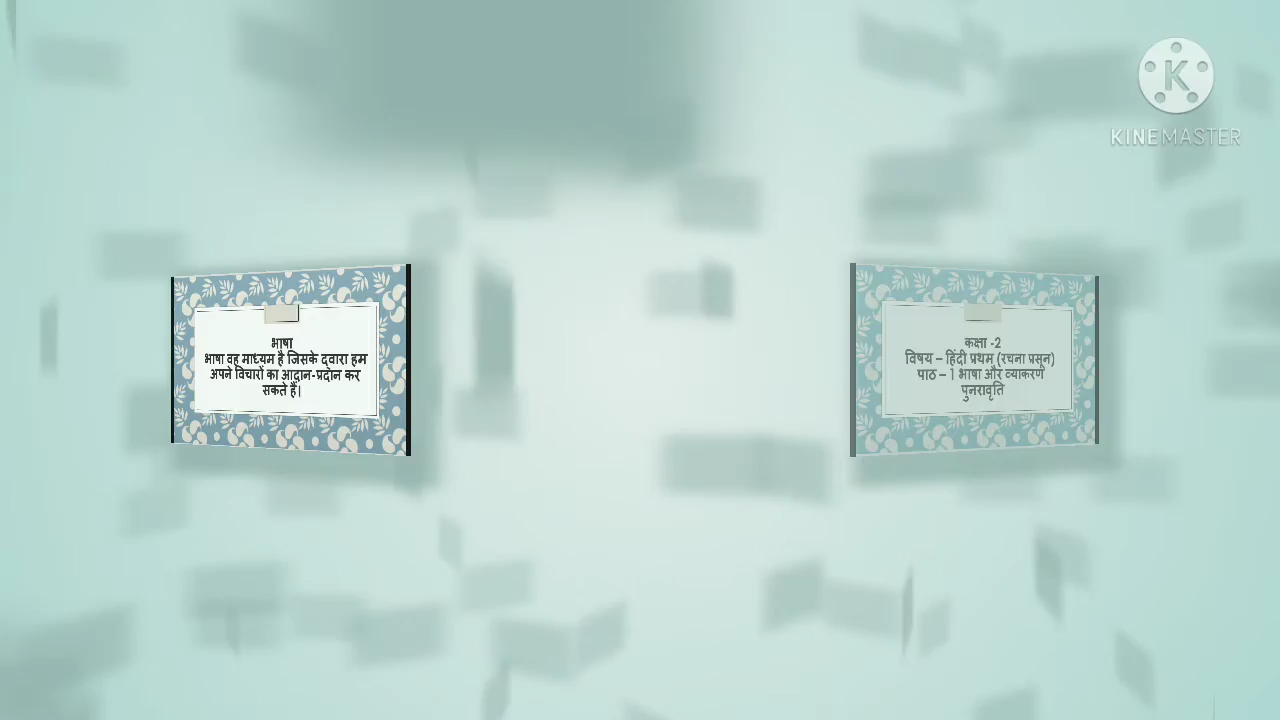 भाषा
भाषा वह माध्यम है जिसके द्वारा हम
अपने विचारों का आदान-प्रदान कर
सकते हैं|
कक्षा -2
विषय – हिंदी प्रथम (रचना प्रसून)
पाठ – 1 भाषा और व्याकरण
पुनरावृति
KINEMASTER